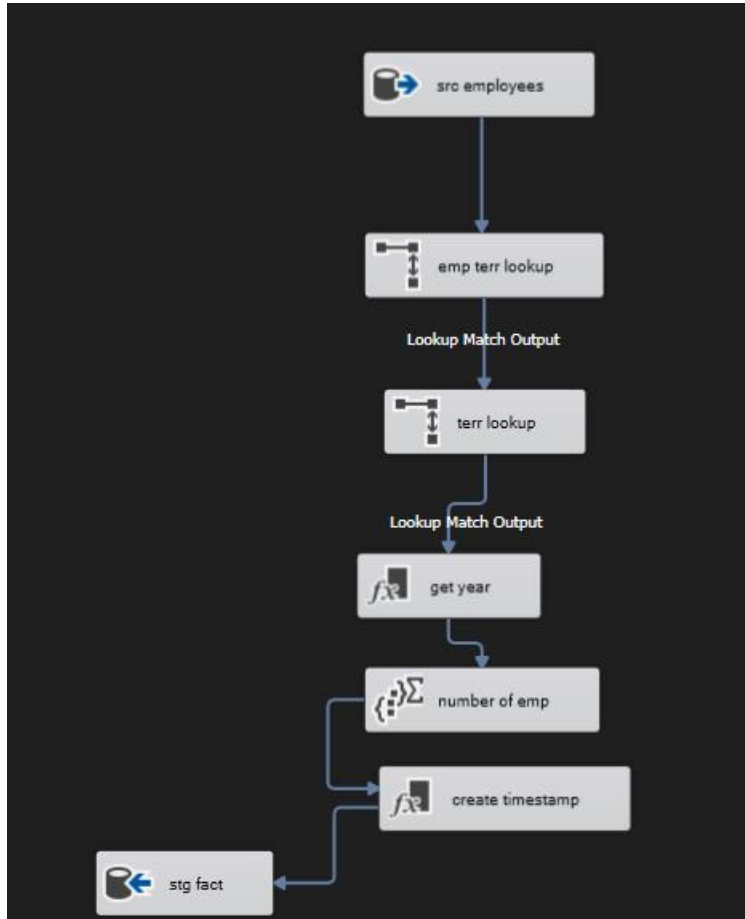 src employees
emp terr lookup
Lookup Match Output
terr lookup
Lookup Match Output
get year
number of emp
create timestamp
stg fact